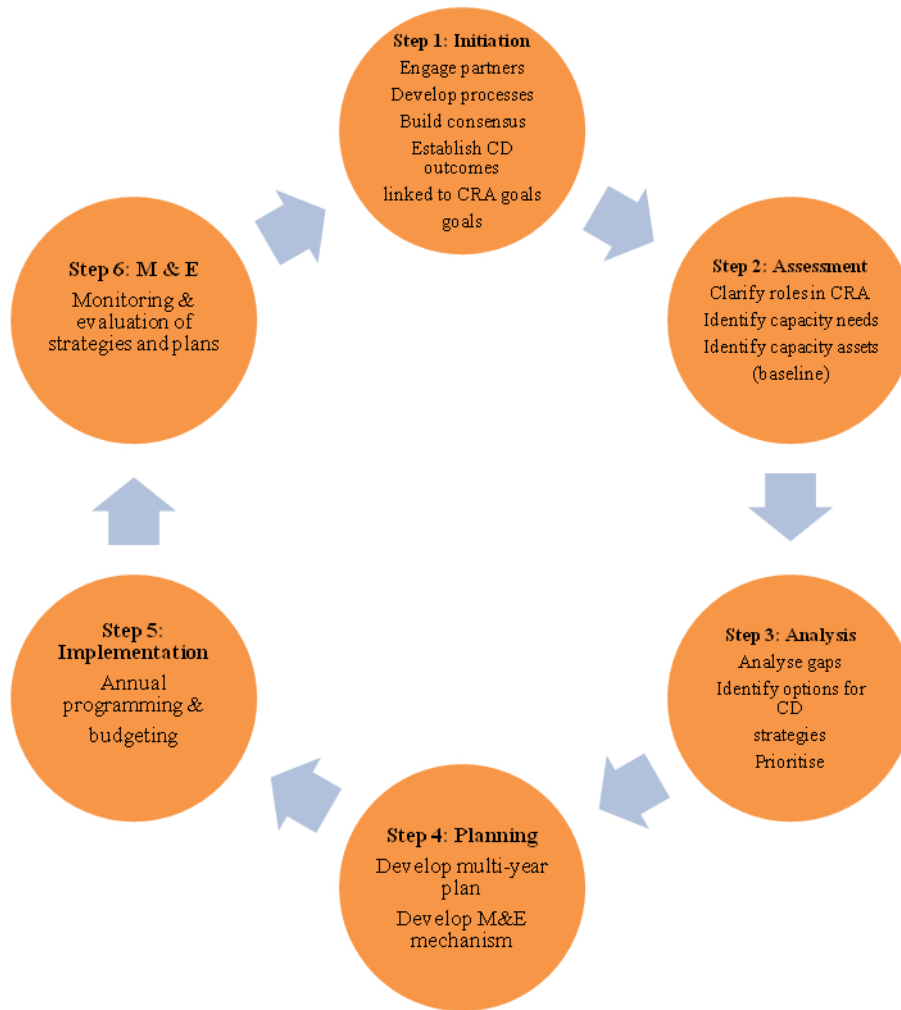 Step 1: Initiation
Engage partners
Develop processes
Build consensus
Establish CD
outcomes
linked to CRA goals
goals
Step 2: Assessment
Clarify roles in CRA
Identify capacity needs
Identify capacity assets
(baseline)
Step 3: Analysis
Analyse gaps
Identify options for
CD
strategies
Prioritise
Step 4: Planning
Develop multi-year
plan
Develop M&E
mechanism
Step 5:
Implementation
Annual
programming &
budgeting
Step 6: M & E
Monitoring &
evaluation of
strategies and plans